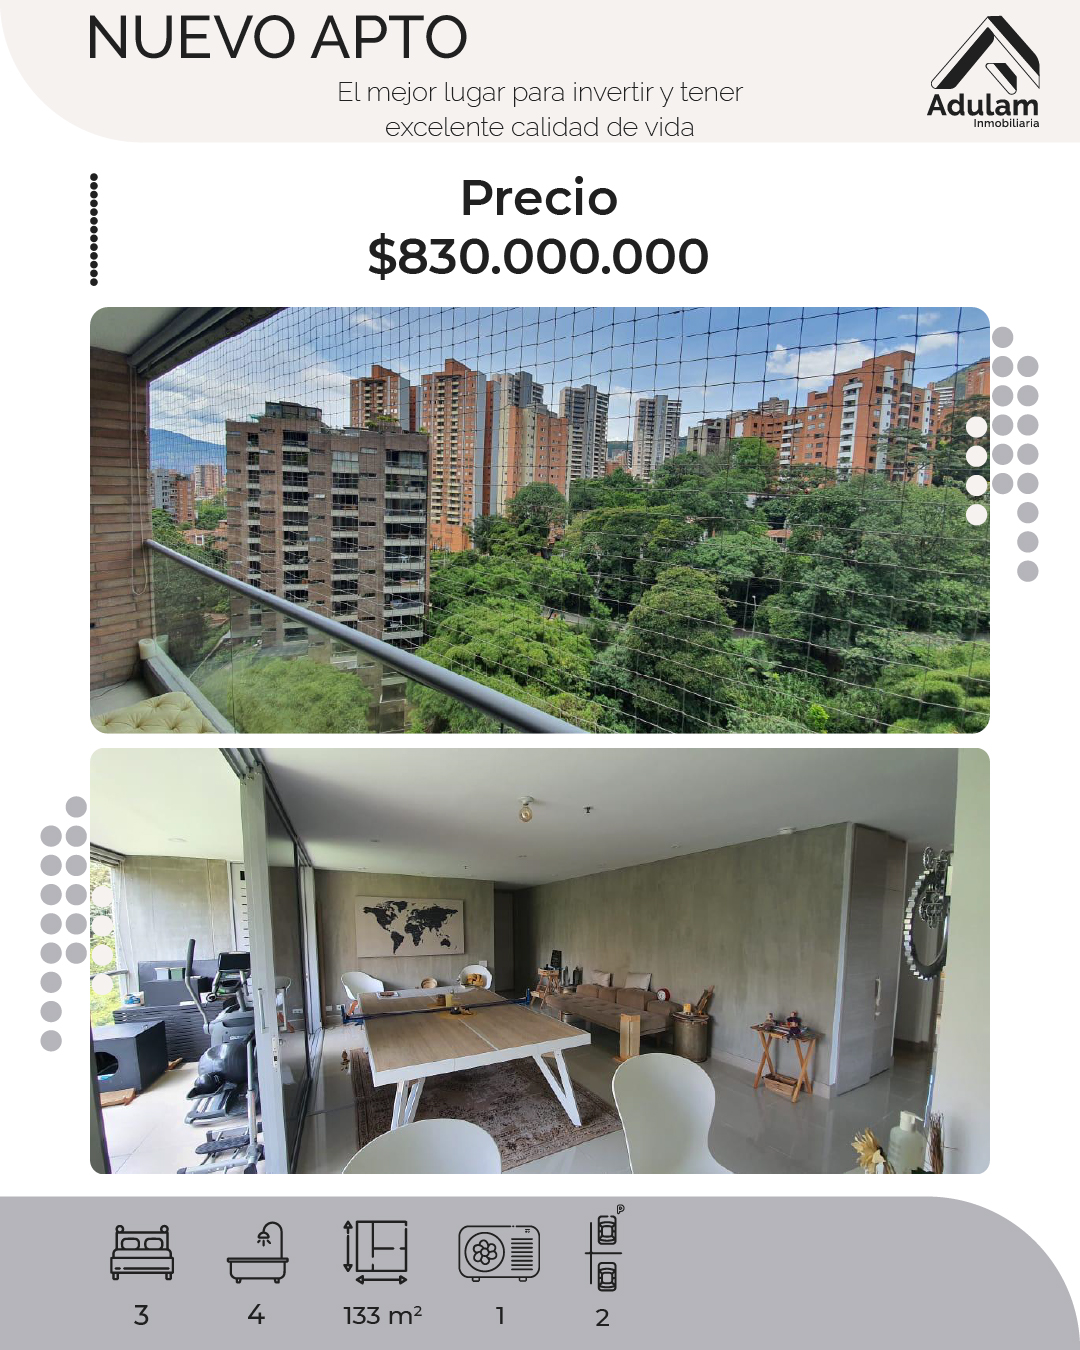 NUEVO APTO
El mejor lugar para invertir y tener
excelente calidad de vida
Adulam
Inmobiliaria
Precio
$830.000.000
P
3
4
133 m²
1
2